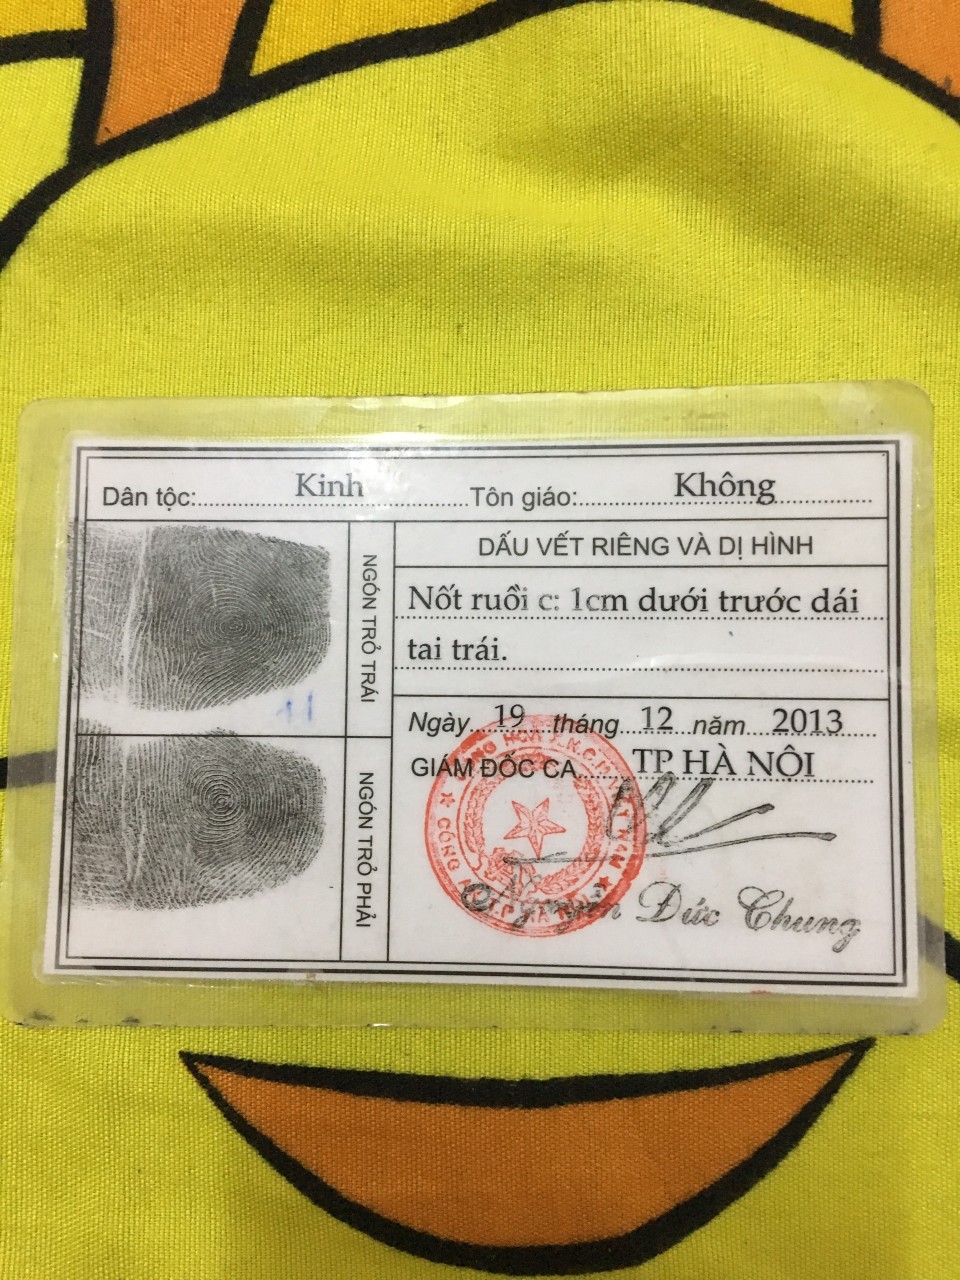 Dân tộc: Kinh Tôn giáo: Không
NGÓN TRỎ TRÁI
NGÓN TRỎ PHẢI
DẤU VẾT RIÊNG VÀ DỊ HÌNH
Nốt ruồi c: 1cm dưới trước dái
tai trái.
Ngày 19 tháng 12 năm 2013
GIÁM ĐỐC CA TP HÀ NÔI
Đức Chung